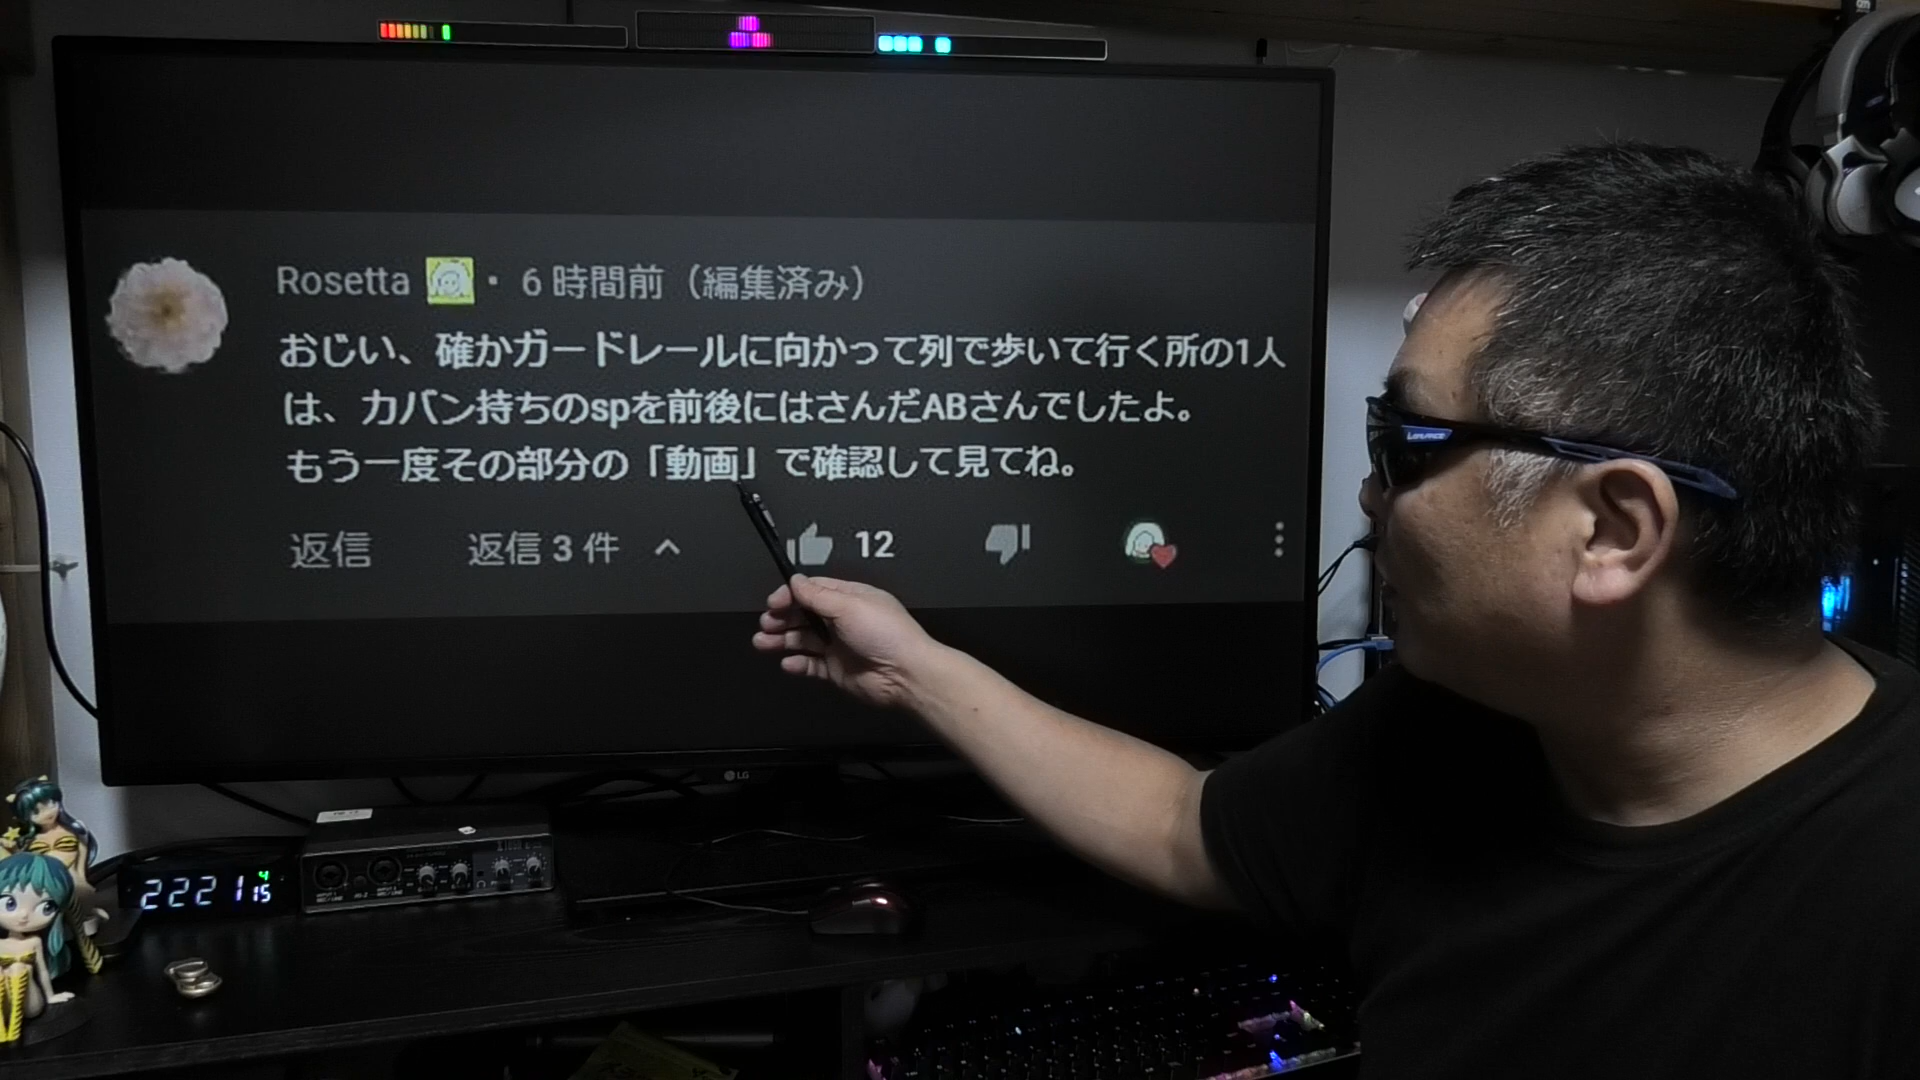 Rosetta ・ 6 時間前（編集済み）
おじい、確かガードレールに向かって列で歩いて行く所の1人
は、カバン持ちのspを前後にはさんだABさんでしたよ。
もう一度その部分の「動画」で確認して見てね。
返信 返信 3 件 12
LG